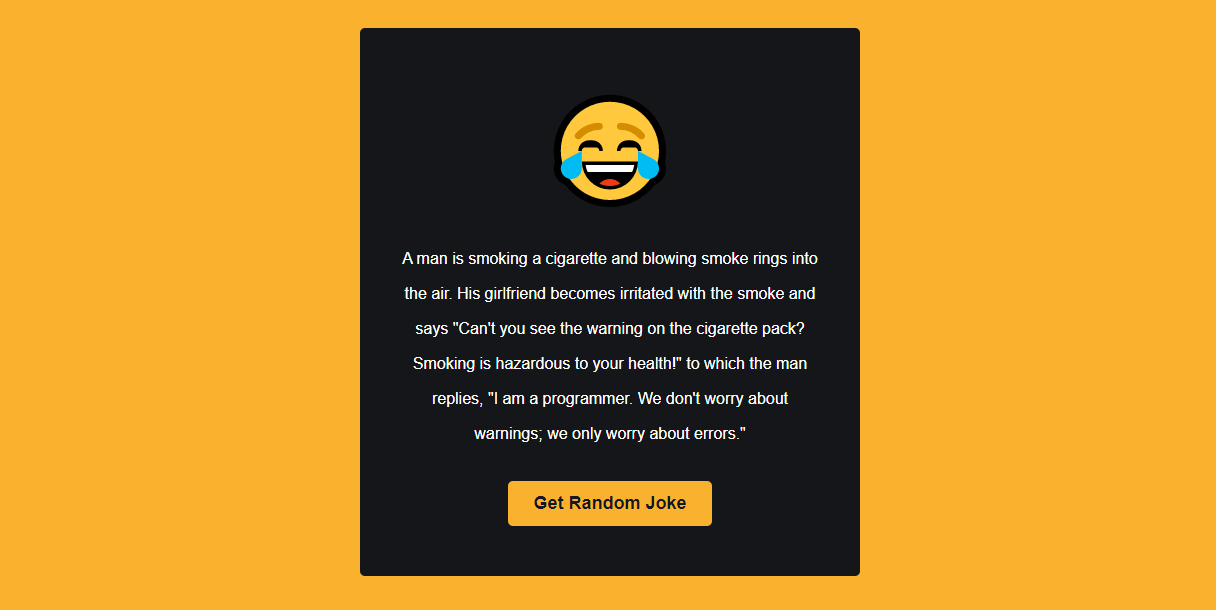 A man is smoking a cigarette and blowing smoke rings into
the air. His girlfriend becomes irritated with the smoke and
says "Can't you see the warning on the cigarette pack?
Smoking is hazardous to your health!" to which the man
replies, "I am a programmer. We don't worry about
warnings; we only worry about errors."
Get Random Joke